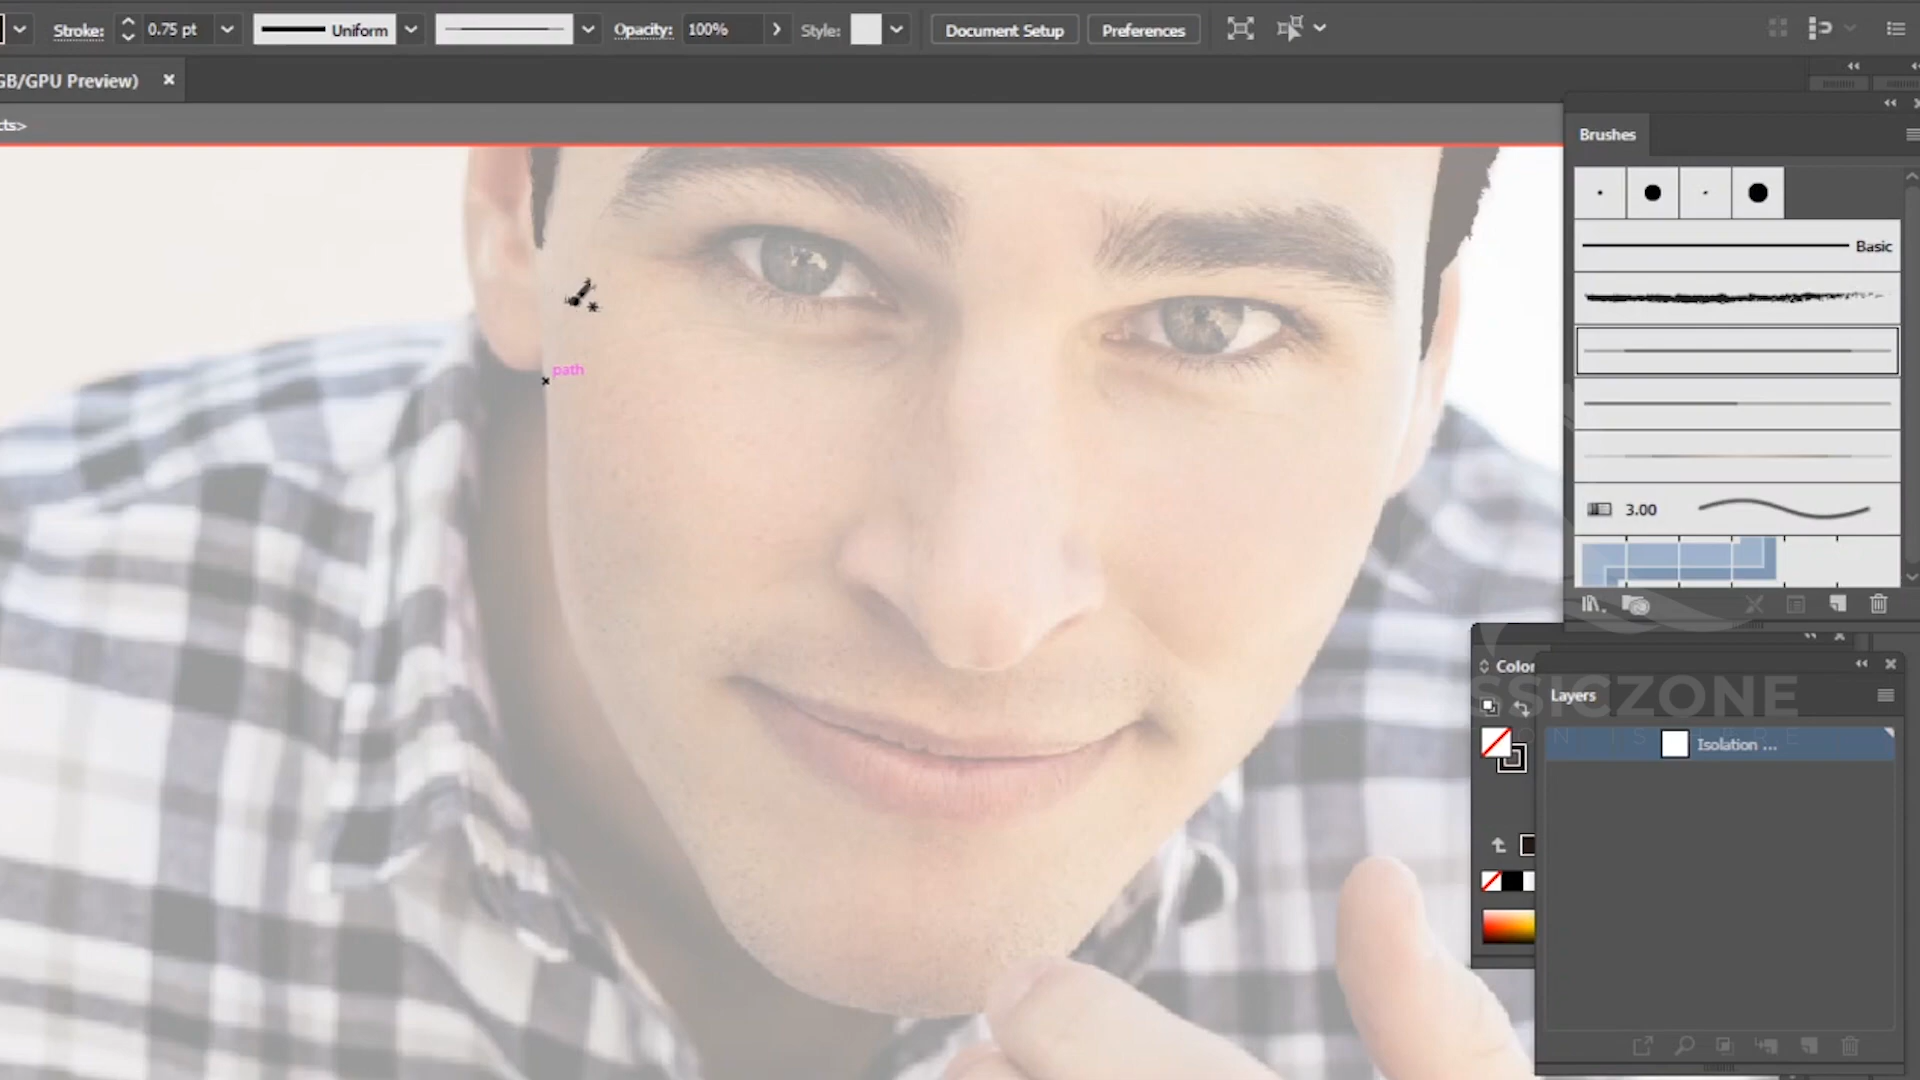 Stroke: 0.75 pt Uniform Opacity: 100% Style: Document Setup Preferences
GB/GPU Preview) ×
cts>
Brushes
Basic
path
3.00
Color
Layers
SSICZONE
Isolation ...